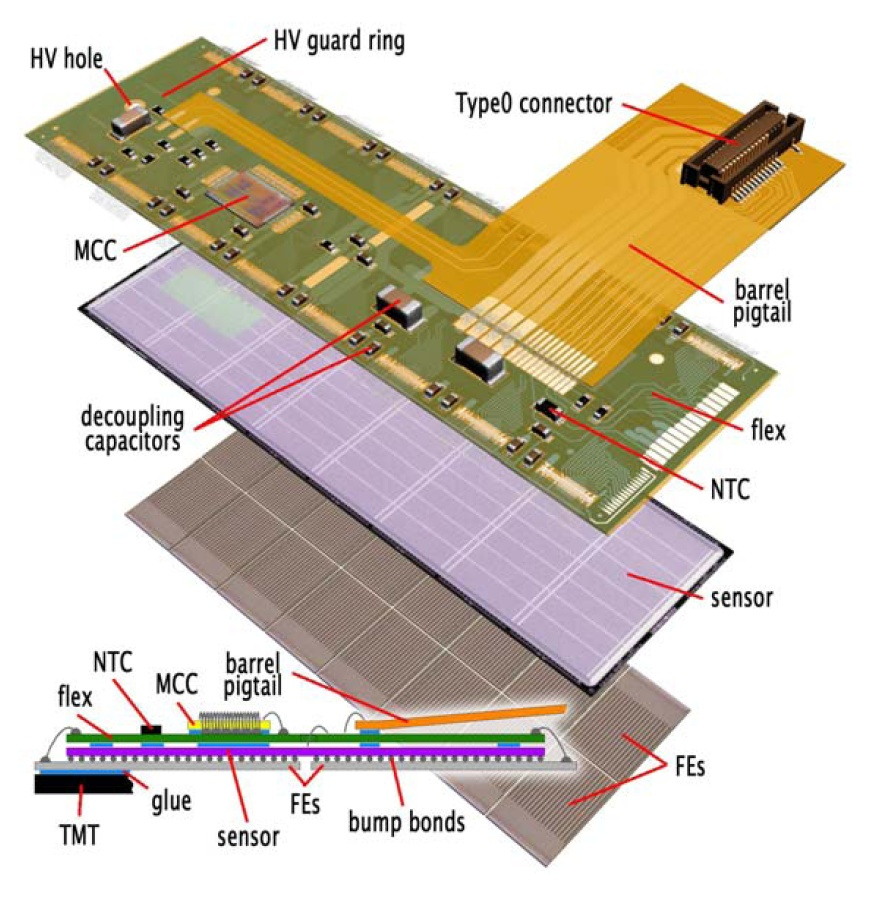 HV guard ring
HV hole
Type0 connector
MCC
barrel
pigtail
decoupling
capacitors
flex
NTC
sensor
NTC
MCC
barrel
pigtail
flex
FEs
glue
FEs
TMT
sensor
bump bonds